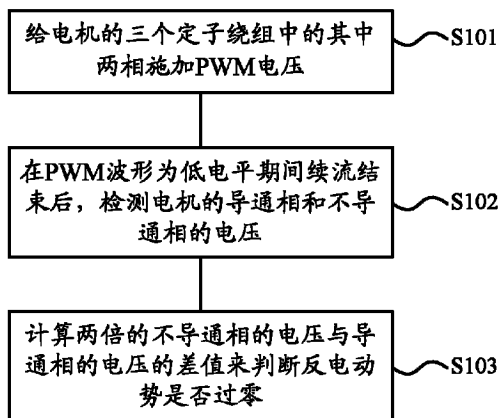 给电机的三个定子绕组中的其中
两相施加PWM电压
S101
在PWM波形为低电平期间续流结
束后，检测电机的导通相和不导
通相的电压
S102
计算两倍的不导通相的电压与导
通相的电压的差值来判断反电动
势是否过零
S103